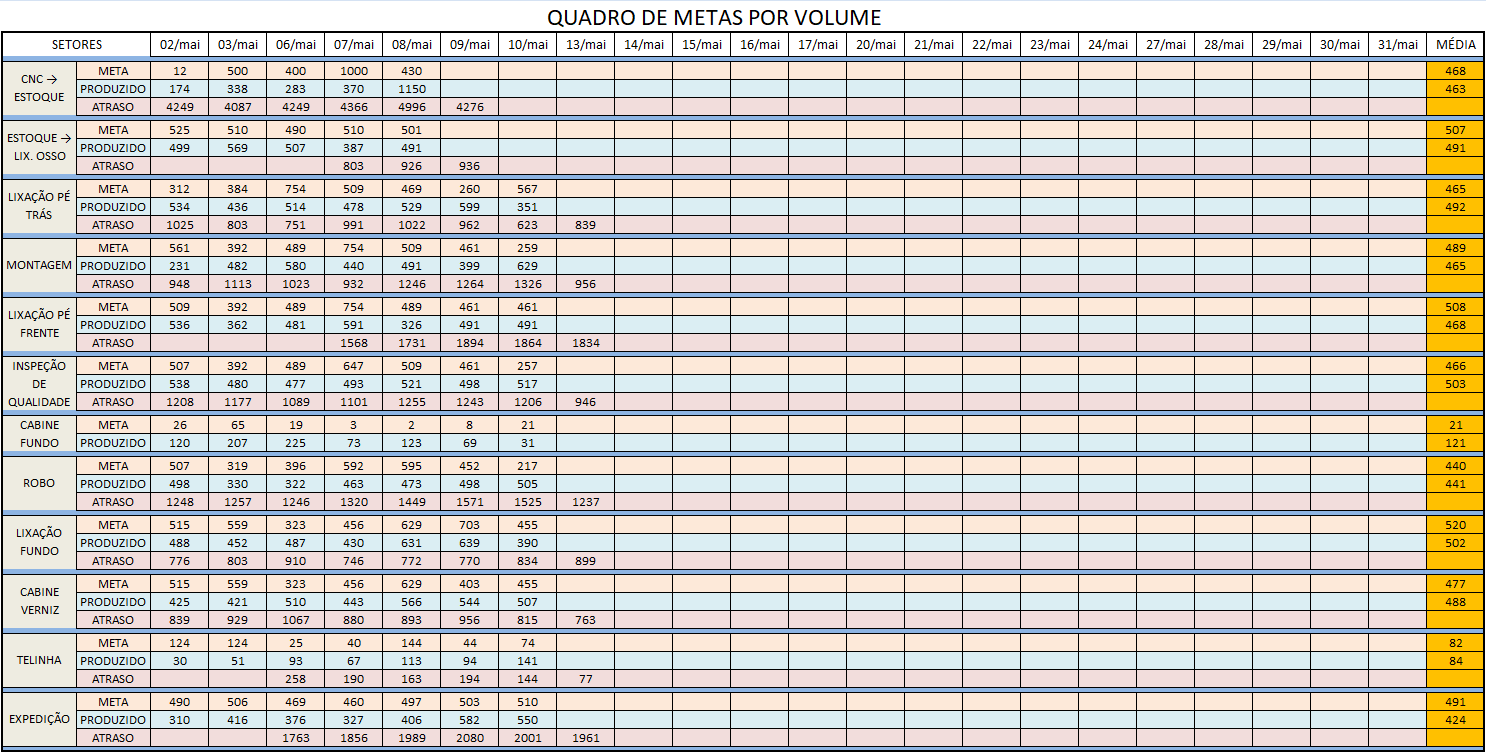 QUADRO DE METAS POR VOLUME
SETORES 02/mai 03/mai 06/mai 07/mai 08/mai 09/mai 10/mai 13/mai 14/mai 15/mai 16/mai 17/mai 20/mai 21/mai 22/mai 23/mai 24/mai 27/mai 28/mai 29/mai 30/mai 31/mai MÉDIA
CNC → ESTOQUE
META 12 500 400 1000 430 468
PRODUZIDO 174 338 283 370 1150 463
ATRASO 4249 4087 4249 4366 4996 4276
ESTOQUE → LIX. OSSO
META 525 510 490 510 501 507
PRODUZIDO 499 569 507 387 491 491
ATRASO 803 926 936
LIXAÇÃO PÉ TRÁS
META 312 384 754 509 469 260 567 465
PRODUZIDO 534 436 514 478 529 599 351 492
ATRASO 1025 803 751 991 1022 962 623 839
MONTAGEM
META 561 392 489 754 509 461 259 489
PRODUZIDO 231 482 580 440 491 399 629 465
ATRASO 948 1113 1023 932 1246 1264 1326 956
LIXAÇÃO PÉ FRENTE
META 509 392 489 754 489 461 461 508
PRODUZIDO 536 362 481 591 326 491 491 468
ATRASO 1568 1731 1894 1864 1834
INSPEÇÃO DE QUALIDADE
META 507 392 489 647 509 461 257 466
PRODUZIDO 538 480 477 493 521 498 517 503
ATRASO 1208 1177 1089 1101 1255 1243 1206 946
CABINE FUNDO
META 26 65 19 3 2 8 21 21
PRODUZIDO 120 207 225 73 123 69 31 121
ROBO
META 507 319 396 592 595 452 217 440
PRODUZIDO 498 330 322 463 473 498 505 441
ATRASO 1248 1257 1246 1320 1449 1571 1525 1237
LIXAÇÃO FUNDO
META 515 559 323 456 629 703 455 520
PRODUZIDO 488 452 487 430 631 639 390 502
ATRASO 776 803 910 746 772 770 834 899
CABINE VERNIZ
META 515 559 323 456 629 403 455 477
PRODUZIDO 425 421 510 443 566 544 507 488
ATRASO 839 929 1067 880 893 956 815 763
TELINHA
META 124 124 25 40 144 44 74 82
PRODUZIDO 30 51 93 67 113 94 141 84
ATRASO 258 190 163 194 144 77
EXPEDIÇÃO
META 490 506 469 460 497 503 510 491
PRODUZIDO 310 416 376 327 406 582 550 424
ATRASO 1763 1856 1989 2080 2001 1961